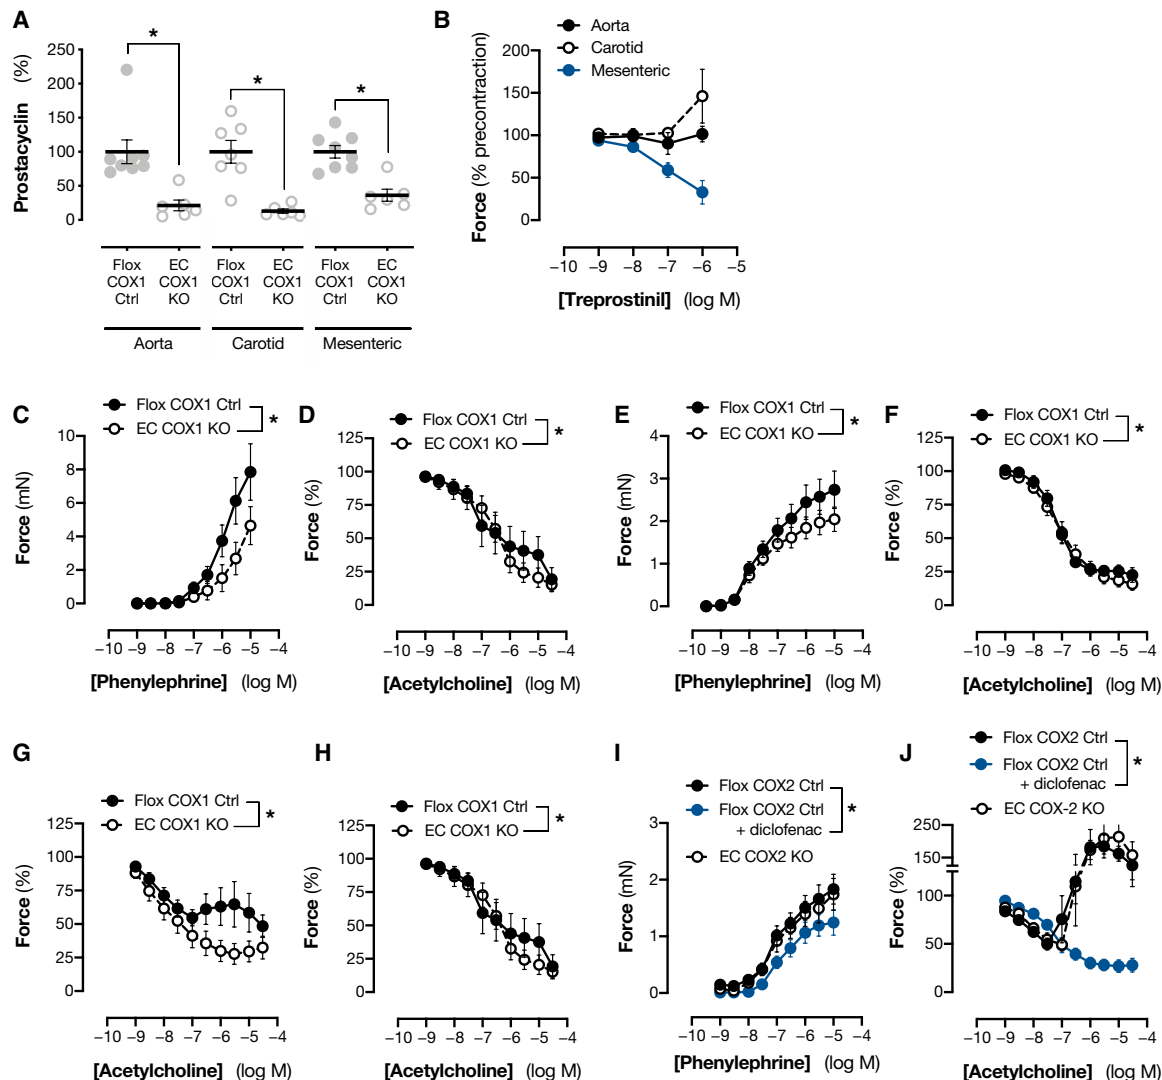 A
Prostacyclin (%)
250
200
150
100
50
0
*
*
*
Flox COX1 Ctrl
EC COX1 KO
Flox COX1 Ctrl
EC COX1 KO
Flox COX1 Ctrl
EC COX1 KO
Aorta
Carotid
Mesenteric
B
Aorta
Carotid
Mesenteric
Force (% precontraction)
200
150
100
50
0
−10 −9 −8 −7 −6 −5
[Treprostinil] (log M)
C
Flox COX1 Ctrl
EC COX1 KO
*
Force (mN)
10
8
6
4
2
0
−10 −9 −8 −7 −6 −5 −4
[Phenylephrine] (log M)
D
Flox COX1 Ctrl
EC COX1 KO
*
Force (%)
125
100
75
50
25
0
−10 −9 −8 −7 −6 −5 −4
[Acetylcholine] (log M)
E
Flox COX1 Ctrl
EC COX1 KO
*
Force (mN)
4
3
2
1
0
−10 −9 −8 −7 −6 −5 −4
[Phenylephrine] (log M)
F
Flox COX1 Ctrl
EC COX1 KO
*
Force (%)
125
100
75
50
25
0
−10 −9 −8 −7 −6 −5 −4
[Acetylcholine] (log M)
G
Flox COX1 Ctrl
EC COX1 KO
*
Force (%)
125
100
75
50
25
0
−10 −9 −8 −7 −6 −5 −4
[Acetylcholine] (log M)
H
Flox COX1 Ctrl
EC COX1 KO
*
Force (%)
125
100
75
50
25
0
−10 −9 −8 −7 −6 −5 −4
[Acetylcholine] (log M)
I
Flox COX2 Ctrl
Flox COX2 Ctrl
+ diclofenac
EC COX2 KO
*
Force (mN)
3
2
1
0
−10 −9 −8 −7 −6 −5 −4
[Phenylephrine] (log M)
J
Flox COX2 Ctrl
Flox COX2 Ctrl
+ diclofenac
EC COX-2 KO
*
Force (%)
250
150
100
50
0
−10 −9 −8 −7 −6 −5 −4
[Acetylcholine] (log M)